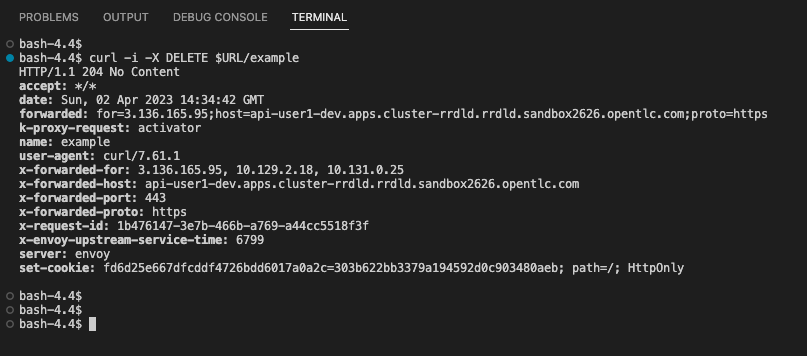 PROBLEMS OUTPUT DEBUG CONSOLE TERMINAL
bash-4.4$
bash-4.4$ curl -i -X DELETE $URL/example
HTTP/1.1 204 No Content
accept: */*
date: Sun, 02 Apr 2023 14:34:42 GMT
forwarded: for=3.136.165.95;host=api-user1-dev.apps.cluster-rrdld.rrdld.sandbox2626.opentlc.com;proto=https
k-proxy-request: activator
name: example
user-agent: curl/7.61.1
x-forwarded-for: 3.136.165.95, 10.129.2.18, 10.131.0.25
x-forwarded-host: api-user1-dev.apps.cluster-rrdld.rrdld.sandbox2626.opentlc.com
x-forwarded-port: 443
x-forwarded-proto: https
x-request-id: 1b476147-3e7b-466b-a769-a44cc5518f3f
x-envoy-upstream-service-time: 6799
server: envoy
set-cookie: fd6d25e667dfcddf4726bdd6017a0a2c=303b622bb3379a194592d0c903480aeb; path=/; HttpOnly
bash-4.4$
bash-4.4$
bash-4.4$